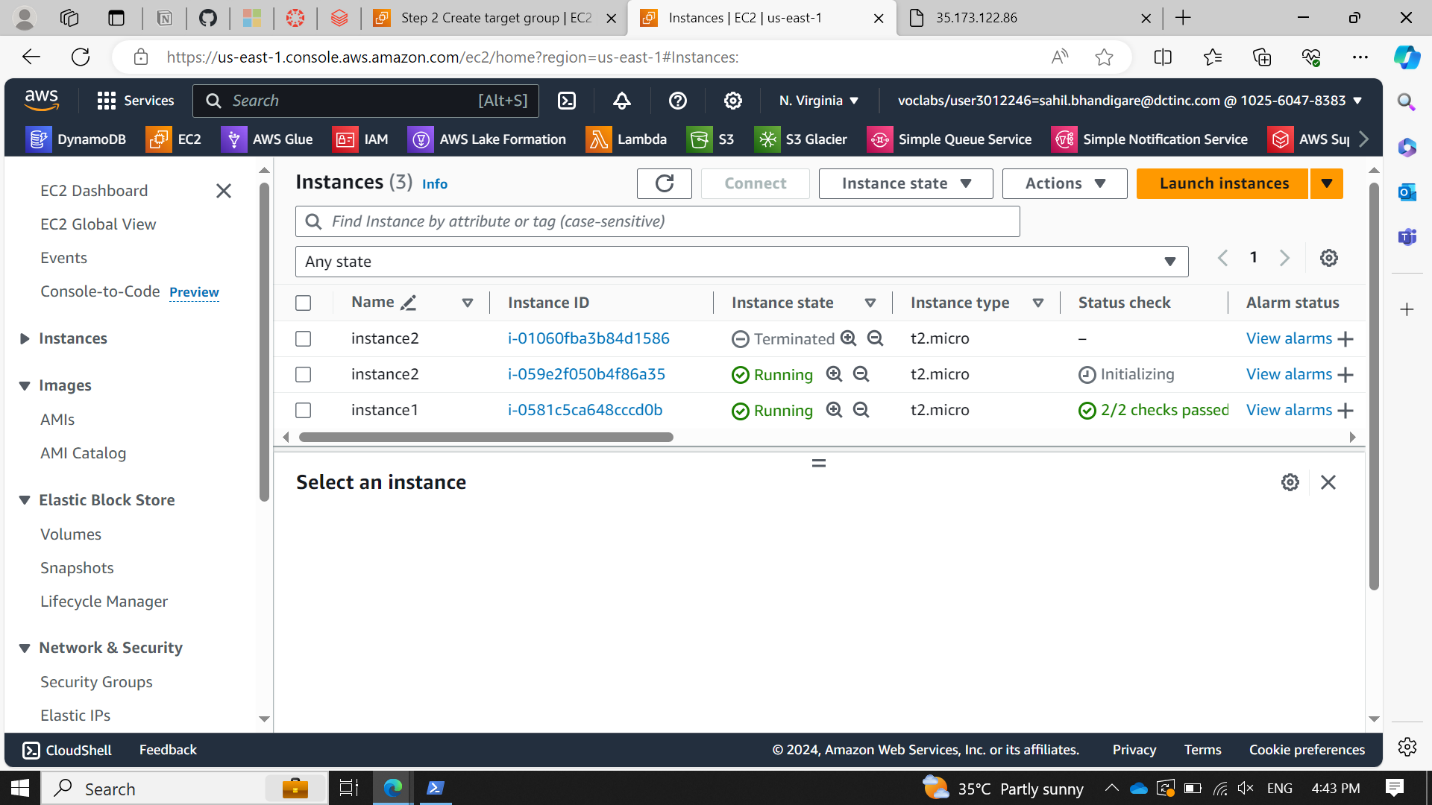 Step 2 Create target group | EC2
Instances | EC2 | us-east-1
35.173.122.86
https://us-east-1.console.aws.amazon.com/ec2/home?region=us-east-1#Instances:
aws
Services
Search
[Alt+S]
N. Virginia
voclabs/user3012246=sahil.bhandigare@dctinc.com @ 1025-6047-8383
DynamoDB
EC2
AWS Glue
IAM
AWS Lake Formation
Lambda
S3
S3 Glacier
Simple Queue Service
Simple Notification Service
AWS Su
EC2 Dashboard
EC2 Global View
Events
Console-to-Code Preview
Instances
Images
AMIs
AMI Catalog
Elastic Block Store
Volumes
Snapshots
Lifecycle Manager
Network & Security
Security Groups
Elastic IPs
Instances (3) Info
Connect
Instance state
Actions
Launch instances
Find Instance by attribute or tag (case-sensitive)
Any state
1
Name Instance ID Instance state Instance type Status check Alarm status
instance2 i-01060fba3b84d1586 Terminated t2.micro – View alarms
instance2 i-059e2f050b4f86a35 Running t2.micro Initializing View alarms
instance1 i-0581c5ca648cccd0b Running t2.micro 2/2 checks passed View alarms
Select an instance
CloudShell
Feedback
© 2024, Amazon Web Services, Inc. or its affiliates.
Privacy
Terms
Cookie preferences
Search
35°C Partly sunny
ENG
4:43 PM